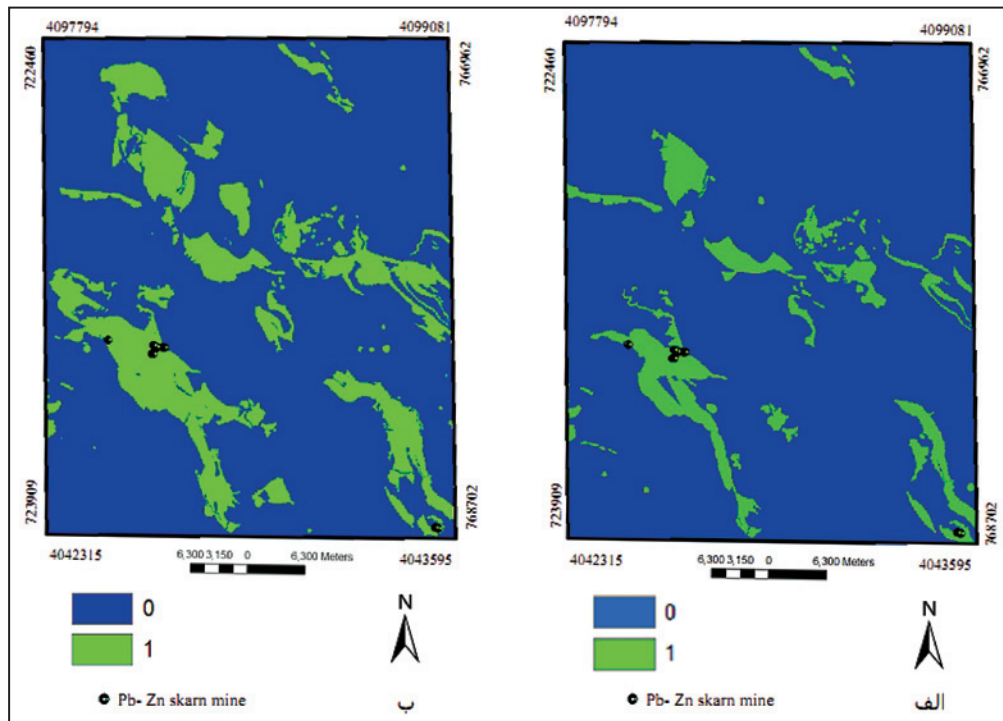 4097794 4099081
722460
766962
723909
768702
4042315 4043595
6,300 3,150 0 6,300 Meters
0
1
N
Pb- Zn skarn mine
ب
4097794 4099081
722460
766962
723909
768702
4042315 4043595
6,300 3,150 0 6,300 Meters
0
1
N
Pb- Zn skarn mine
الف